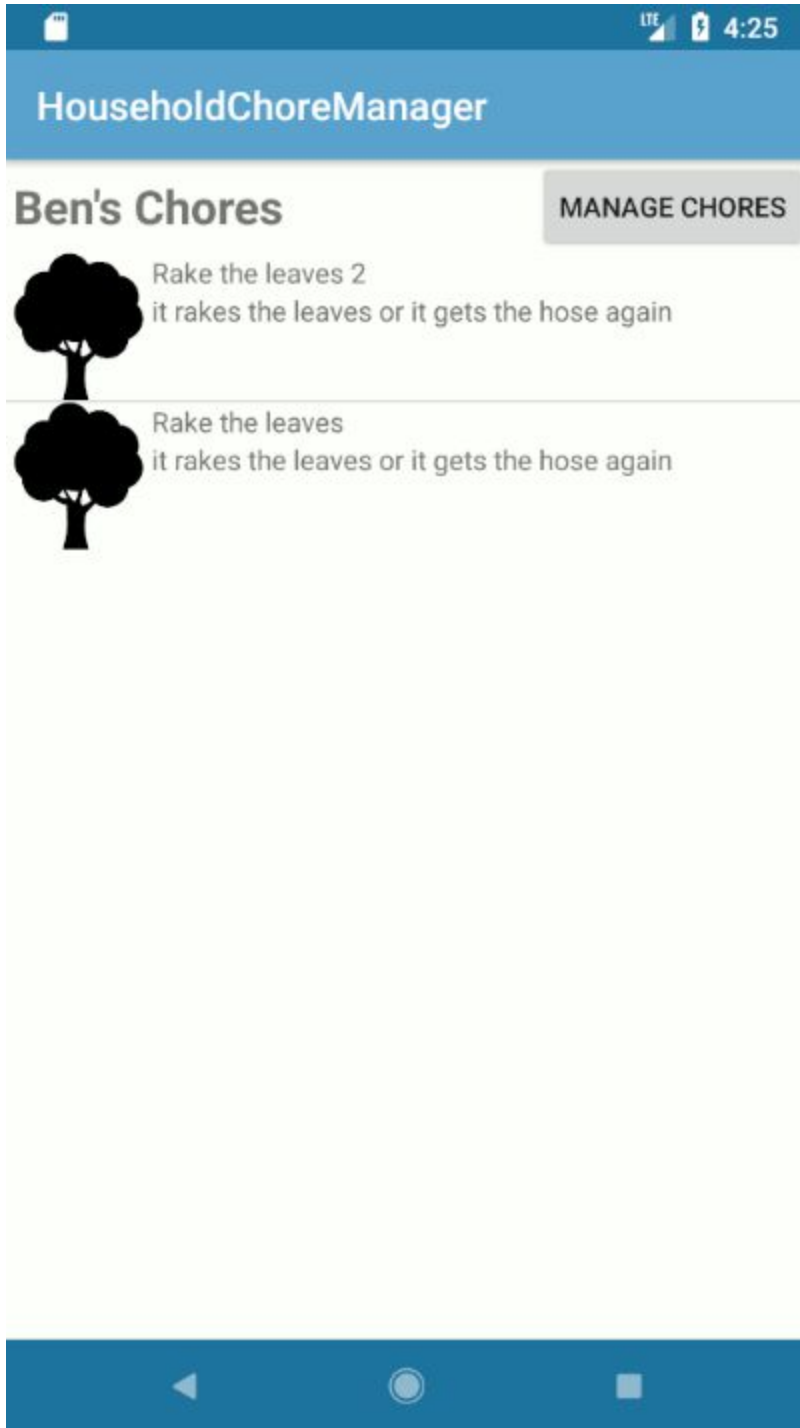 LTE 4:25
HouseholdChoreManager
Ben's Chores MANAGE CHORES
Rake the leaves 2
it rakes the leaves or it gets the hose again
Rake the leaves
it rakes the leaves or it gets the hose again